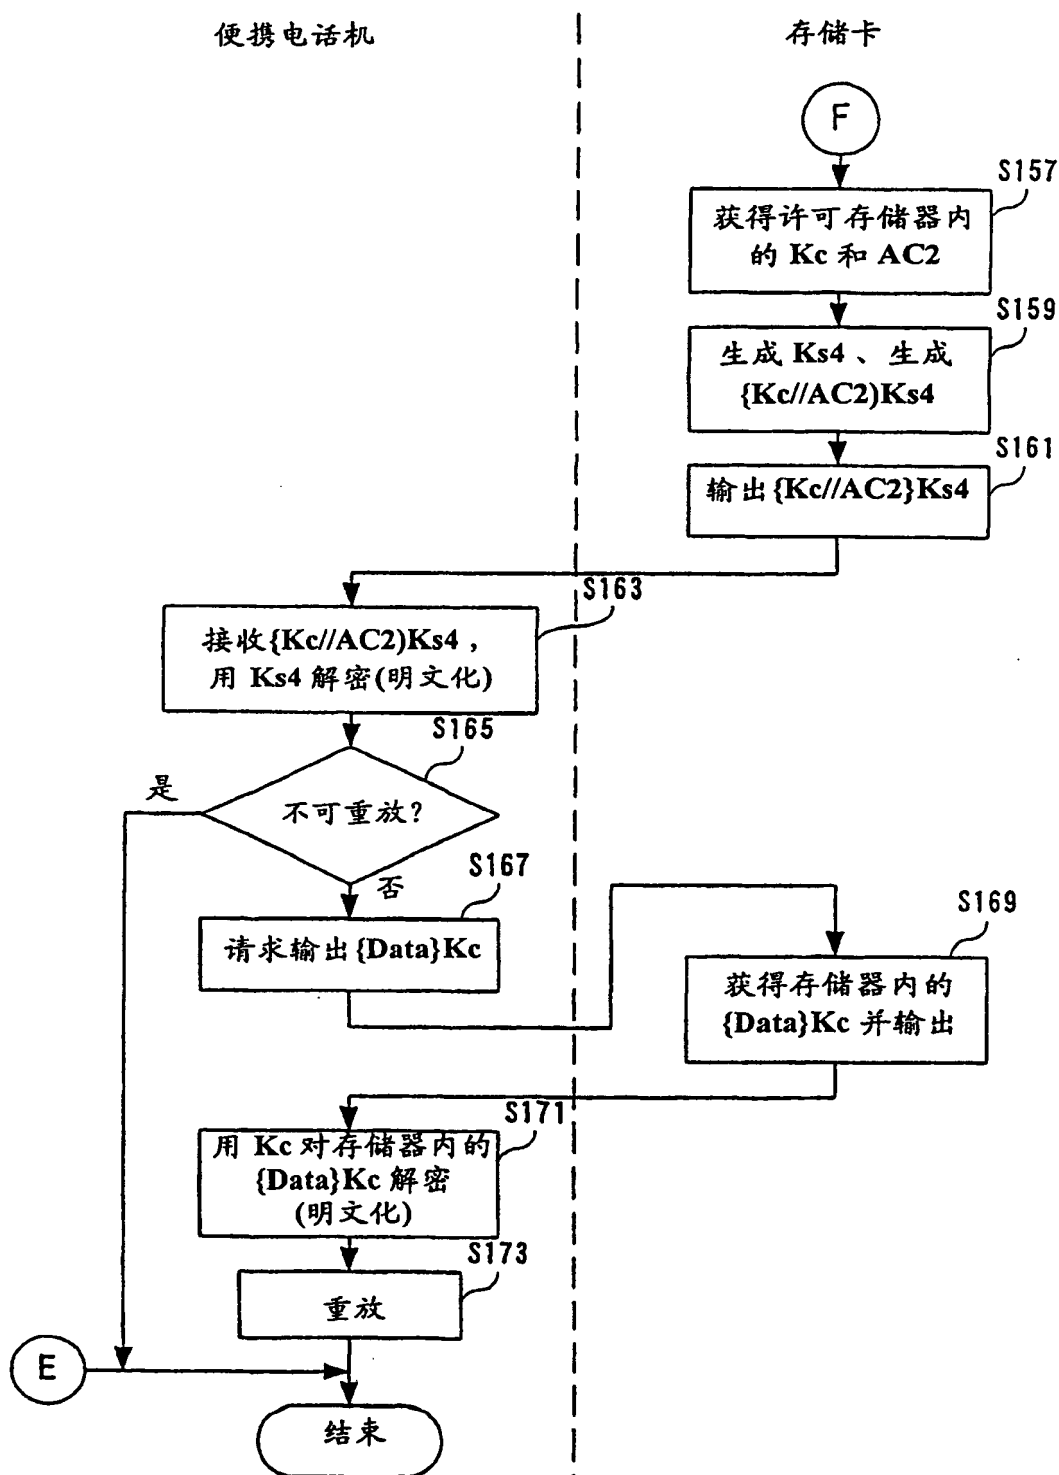 便携电话机
存储卡
F
S157
获得许可存储器内
的 Kc 和 AC2
S159
生成 Ks4 、生成
{Kc//AC2)Ks4
S161
输出{Kc//AC2}Ks4
S163
接收{Kc//AC2)Ks4 ,
用 Ks4 解密(明文化)
S165
是
不可重放?
否
S167
请求输出{Data}Kc
S169
获得存储器内的
{Data}Kc 并输出
S171
用 Kc 对存储器内的
{Data}Kc 解密
(明文化)
S173
重放
E
结束